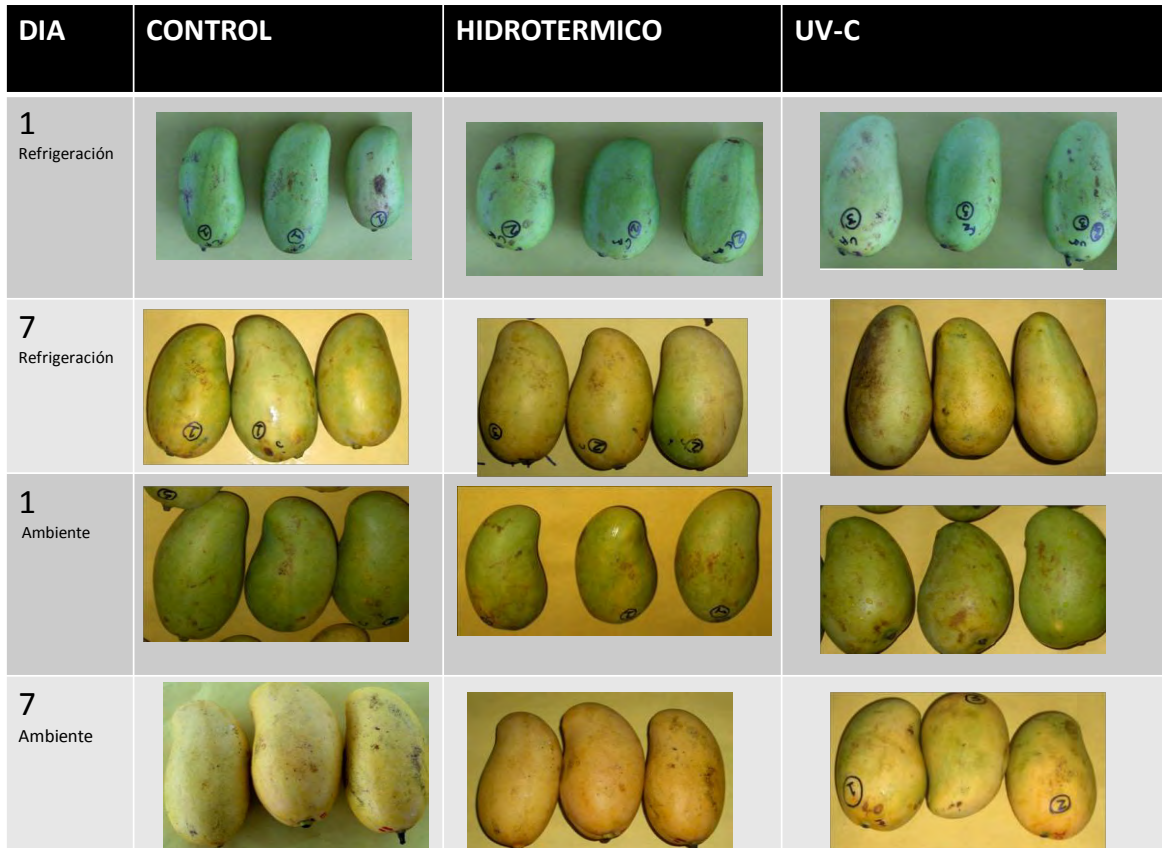 DIA CONTROL HIDROTERMICO UV-C
1
Refrigeración
7
Refrigeración
1
Ambiente
7
Ambiente